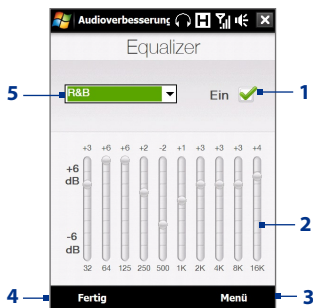 Audioverbesserung
Equalizer
5
R&B
Ein
1
+3 +6 +6 +2 -2 +1 +3 +3 +3 +4
+6
dB
-6
dB
2
32 64 125 250 500 1K 2K 4K 8K 16K
4
Fertig
Menü
3